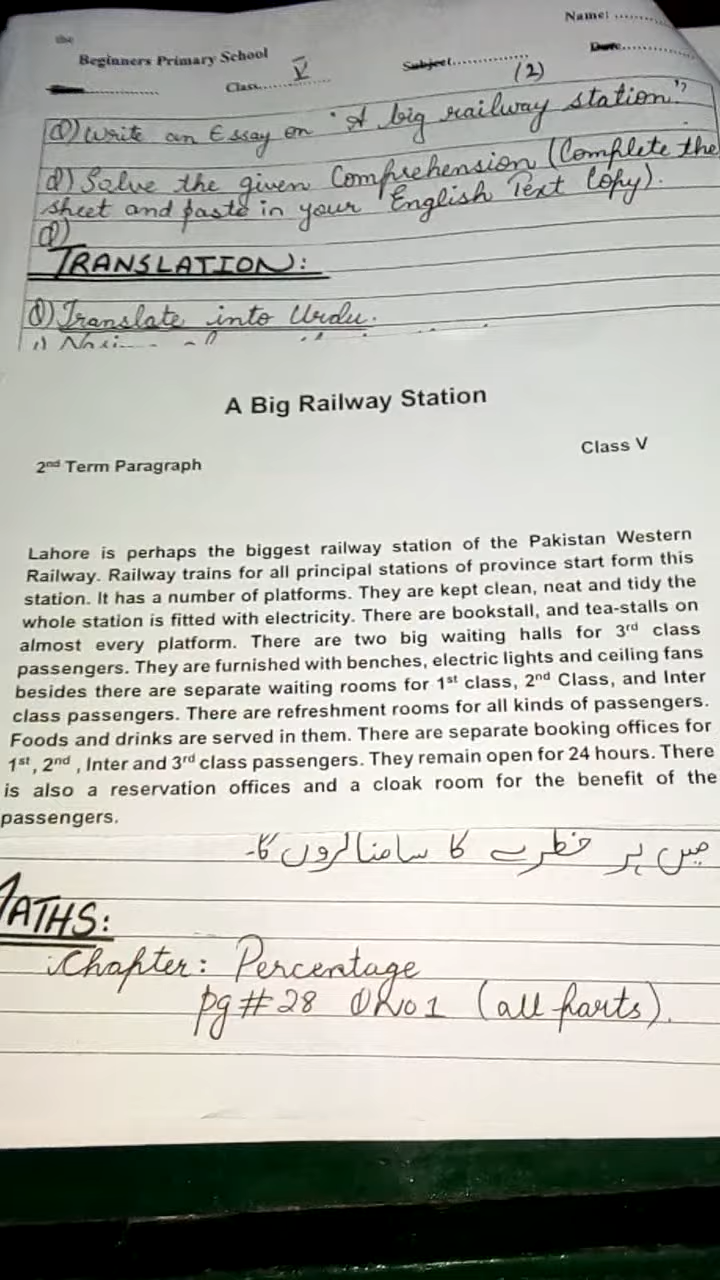 the
Name: ..............
Beginners Primary School
Subject................
Date..............
Class.... V ............
(2)
Q) Write an Essay on "A big railway station."
Q) Solve the given Comprehension (Complete the
sheet and paste in your English Text Copy).
Q)
TRANSLATION:
Q) Translate into Urdu.
A Big Railway Station
2nd Term Paragraph
Class V
Lahore is perhaps the biggest railway station of the Pakistan Western
Railway. Railway trains for all principal stations of province start form this
station. It has a number of platforms. They are kept clean, neat and tidy the
whole station is fitted with electricity. There are bookstall, and tea-stalls on
almost every platform. There are two big waiting halls for 3rd class
passengers. They are furnished with benches, electric lights and ceiling fans
besides there are separate waiting rooms for 1st class, 2nd Class, and Inter
class passengers. There are refreshment rooms for all kinds of passengers.
Foods and drinks are served in them. There are separate booking offices for
1st, 2nd , Inter and 3rd class passengers. They remain open for 24 hours. There
is also a reservation offices and a cloak room for the benefit of the
passengers.
میں ہر خطرے کا سامنا کروں گا۔
MATHS:
Chapter: Percentage
pg # 28 Q No 1 (all parts).